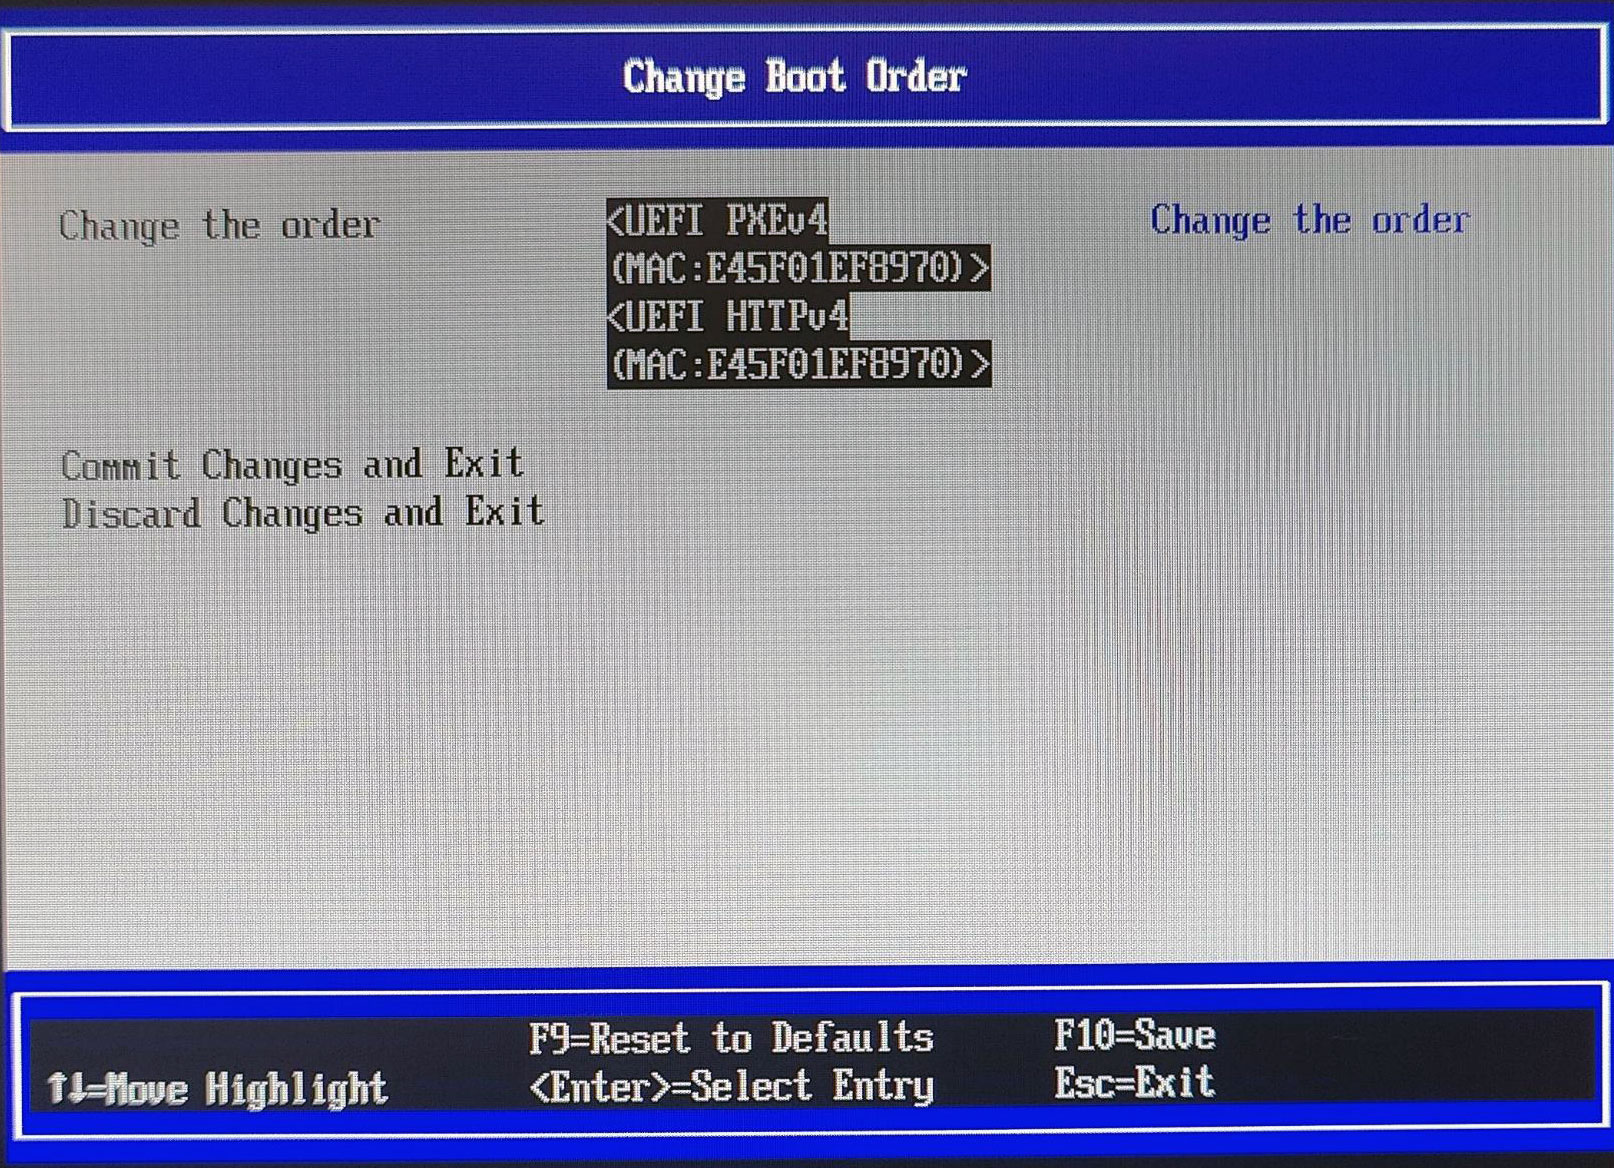 Change Boot Order
Change the order
<UEFI PXEv4
(MAC:E45F01EF8970)>
<UEFI HTTPv4
(MAC:E45F01EF8970)>
Change the order
Commit Changes and Exit
Discard Changes and Exit
F9=Reset to Defaults
F10=Save
↑↓=Move Highlight
<Enter>=Select Entry
Esc=Exit